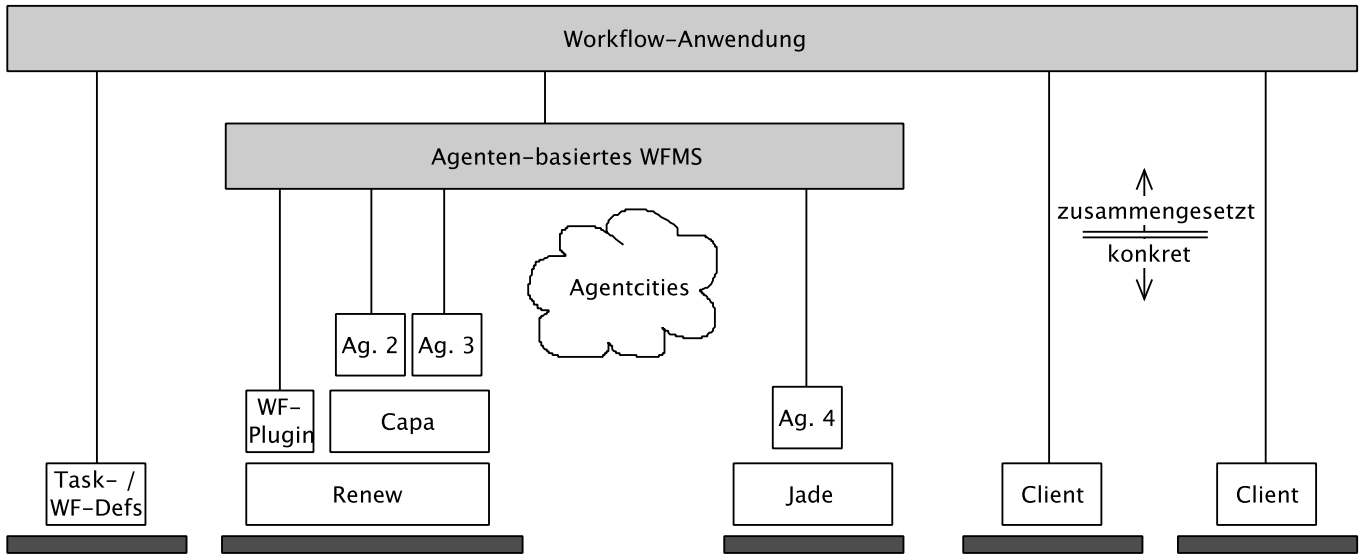 Workflow-Anwendung
Agenten-basiertes WFMS
zusammengesetzt
konkret
Agentcities
Ag. 2
Ag. 3
WF-
Plugin
Capa
Ag. 4
Task- /
WF-Defs
Renew
Jade
Client
Client